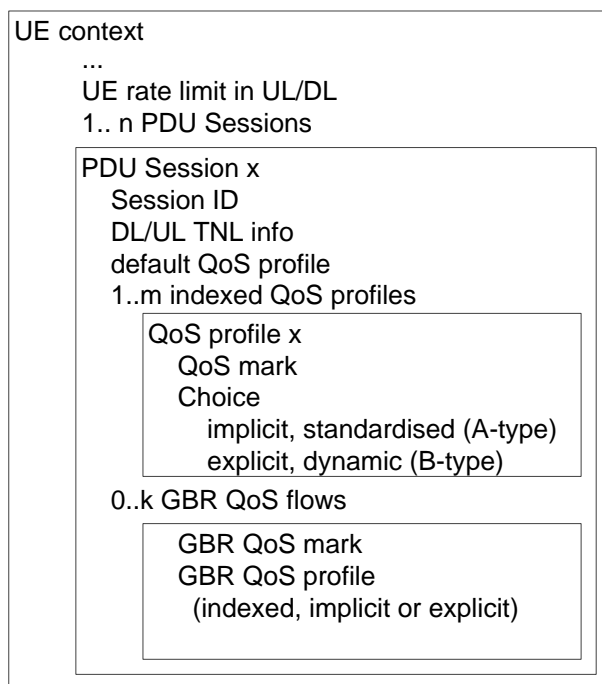 UE context
...
UE rate limit in UL/DL
1.. n PDU Sessions
PDU Session x
Session ID
DL/UL TNL info
default QoS profile
1..m indexed QoS profiles
QoS profile x
QoS mark
Choice
implicit, standardised (A-type)
explicit, dynamic (B-type)
0..k GBR QoS flows
GBR QoS mark
GBR QoS profile
(indexed, implicit or explicit)